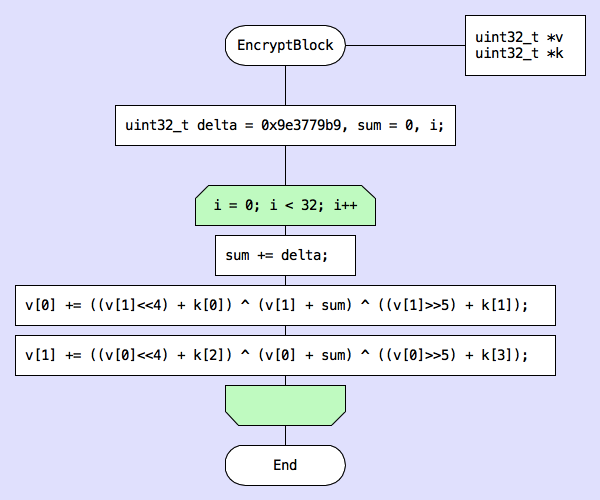 EncryptBlock
uint32_t *v
uint32_t *k
uint32_t delta = 0x9e3779b9, sum = 0, i;
i = 0; i < 32; i++
sum += delta;
v[0] += ((v[1]<<4) + k[0]) ^ (v[1] + sum) ^ ((v[1]>>5) + k[1]);
v[1] += ((v[0]<<4) + k[2]) ^ (v[0] + sum) ^ ((v[0]>>5) + k[3]);
End